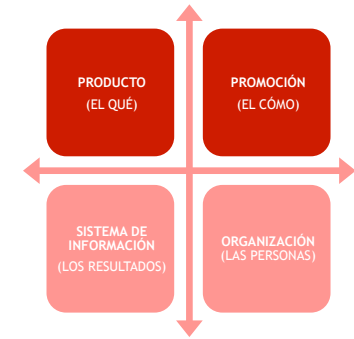 PRODUCTO
(EL QUÉ)
PROMOCIÓN
(EL CÓMO)
SISTEMA DE
INFORMACIÓN
(LOS RESULTADOS)
ORGANIZACIÓN
(LAS PERSONAS)